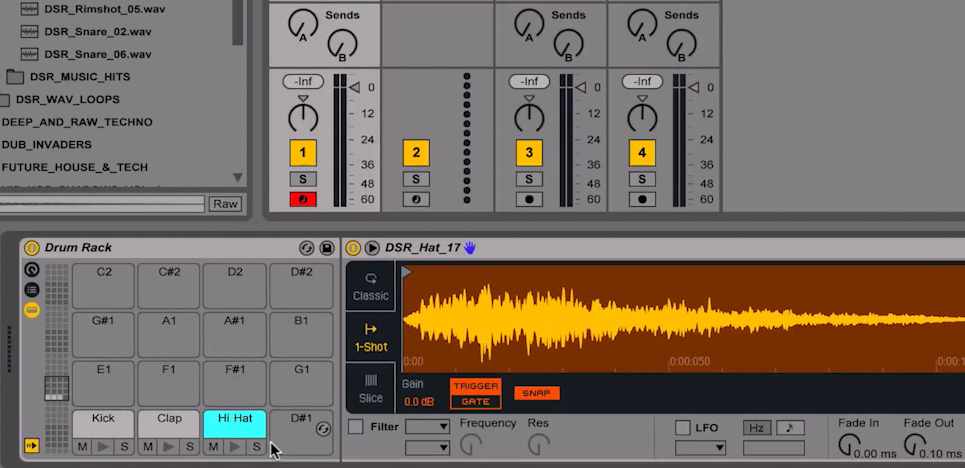 DSR_Rimshot_05.wav
DSR_Snare_02.wav
DSR_Snare_06.wav
DSR_MUSIC_HITS
DSR_WAV_LOOPS
DEEP_AND_RAW_TECHNO
DUB_INVADERS
FUTURE_HOUSE_&_TECH
Raw
Sends Sends Sends
A B A B A B
-Inf -Inf -Inf
0 0 0
12 12 12
24 24 24
1 2 3 4
36 36 36
S S S S
48 48 48
60 60 60
Drum Rack
C2 C#2 D2 D#2
G#1 A1 A#1 B1
E1 F1 F#1 G1
Kick Clap Hi Hat D#1
M S M S M S
DSR_Hat_17
Classic
1-Shot
Slice
0:00 0:00:050
Gain
0.0 dB
TRIGGER
GATE
SNAP
Filter Frequency Res
LFO Hz
Fade In Fade Out
0.00 ms 0.10 ms